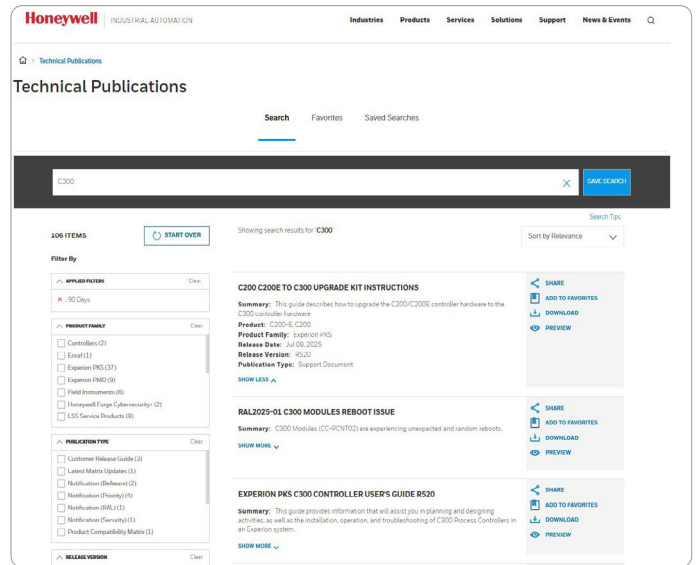 Honeywell INDUSTRIAL AUTOMATION
Industries Products Services Solutions Support News & Events
Technical Publications
Technical Publications
Search Favorites Saved Searches
C300
SAVE SEARCH
Search Tips
106 ITEMS
START OVER
Showing search results for 'C300'
Sort by Relevance
Filter By
APPLIED FILTERS Clear
× : 90 Days
PRODUCT FAMILY Clear
Controllers (2)
Enraf (1)
Experion PKS (37)
Experion PMD (9)
Field Instruments (6)
Honeywell Forge Cybersecurity+ (2)
LSS Service Products (8)
PUBLICATION TYPE Clear
Customer Release Guide (3)
Latest Matrix Updates (1)
Notification (Beliware) (2)
Notification (Priority) (4)
Notification (RAL) (1)
Notification (Security) (1)
Product Compatibility Matrix (1)
RELEASE VERSION Clear
C200 C200E TO C300 UPGRADE KIT INSTRUCTIONS
Summary: This guide describes how to upgrade the C200/C200E controller hardware to the
C300 controller hardware
Product: C200-E, C200
Product Family: Experion PKS
Release Date: Jul 09, 2025
Release Version: R520
Publication Type: Support Document
SHOW LESS
SHARE
ADD TO FAVORITES
DOWNLOAD
PREVIEW
RAL2025-01 C300 MODULES REBOOT ISSUE
Summary: C300 Modules (CC-PCNT02) are experiencing unexpected and random reboots.
SHOW MORE
SHARE
ADD TO FAVORITES
DOWNLOAD
PREVIEW
EXPERION PKS C300 CONTROLLER USER'S GUIDE R520
Summary: This guide provides information that will assist you in planning and designing
activities, as well as the installation, operation, and troubleshooting of C300 Process Controllers in
an Experion system.
SHOW MORE
SHARE
ADD TO FAVORITES
DOWNLOAD
PREVIEW